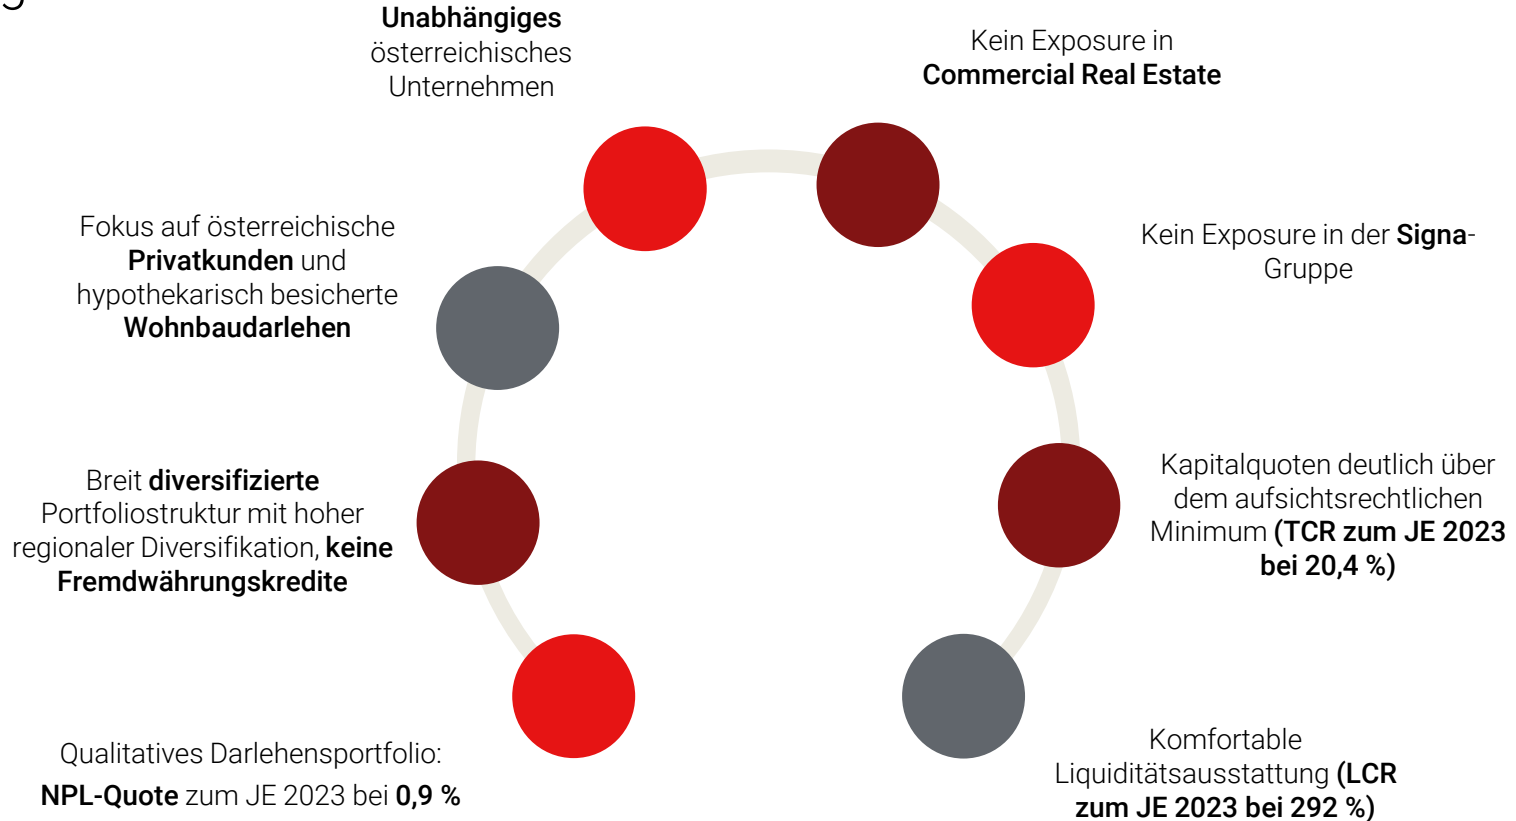 Unabhängiges
österreichisches
Unternehmen
Kein Exposure in
Commercial Real Estate
Fokus auf österreichische
Privatkunden und
hypothekarisch besicherte
Wohnbaudarlehen
Kein Exposure in der Signa-
Gruppe
Breit diversifizierte
Portfoliostruktur mit hoher
regionaler Diversifikation, keine
Fremdwährungskredite
Kapitalquoten deutlich über
dem aufsichtsrechtlichen
Minimum (TCR zum JE 2023
bei 20,4 %)
Qualitatives Darlehensportfolio:
NPL-Quote zum JE 2023 bei 0,9 %
Komfortable
Liquiditätsausstattung (LCR
zum JE 2023 bei 292 %)